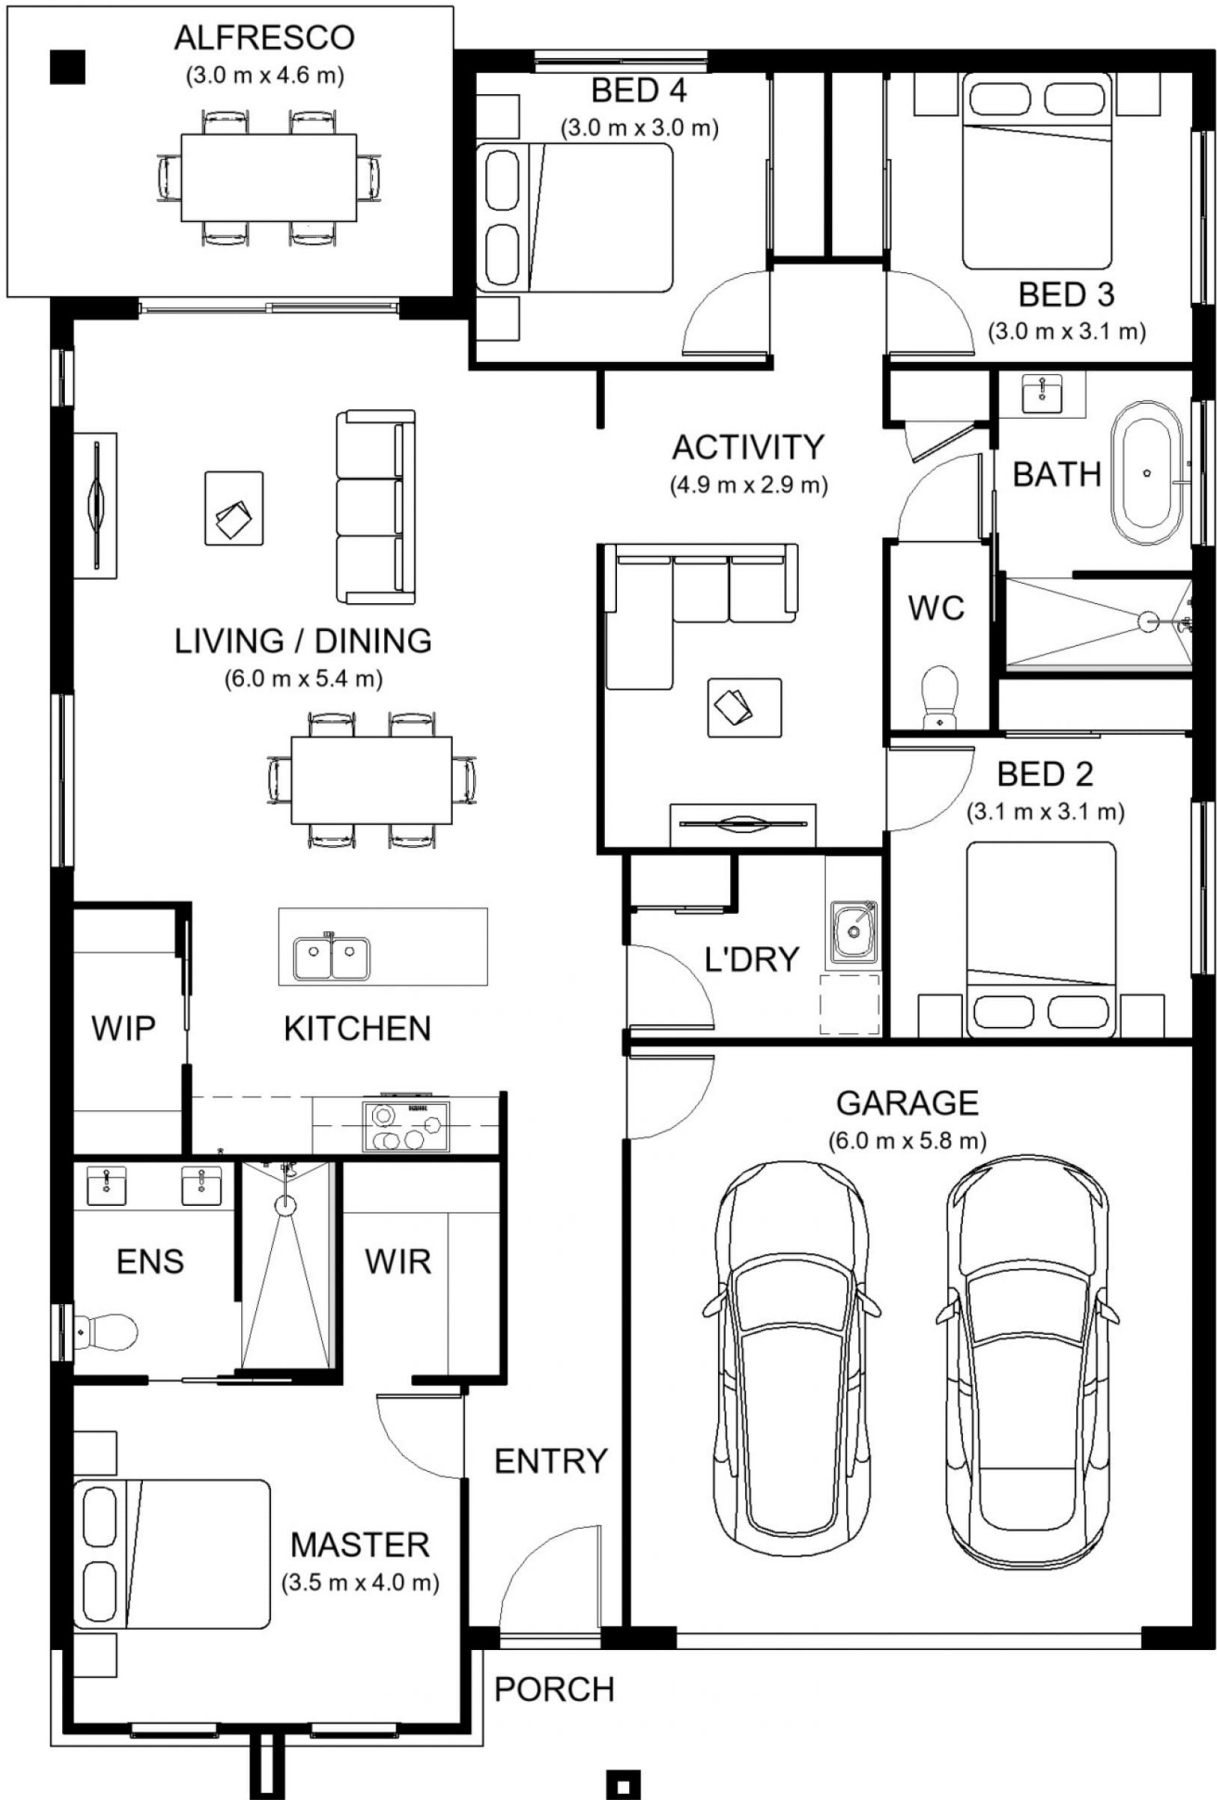 ALFRESCO
(3.0 m x 4.6 m)
BED 4
(3.0 m x 3.0 m)
BED 3
(3.0 m x 3.1 m)
ACTIVITY
(4.9 m x 2.9 m)
BATH
WC
LIVING / DINING
(6.0 m x 5.4 m)
BED 2
(3.1 m x 3.1 m)
L'DRY
WIP
KITCHEN
GARAGE
(6.0 m x 5.8 m)
ENS
WIR
ENTRY
MASTER
(3.5 m x 4.0 m)
PORCH